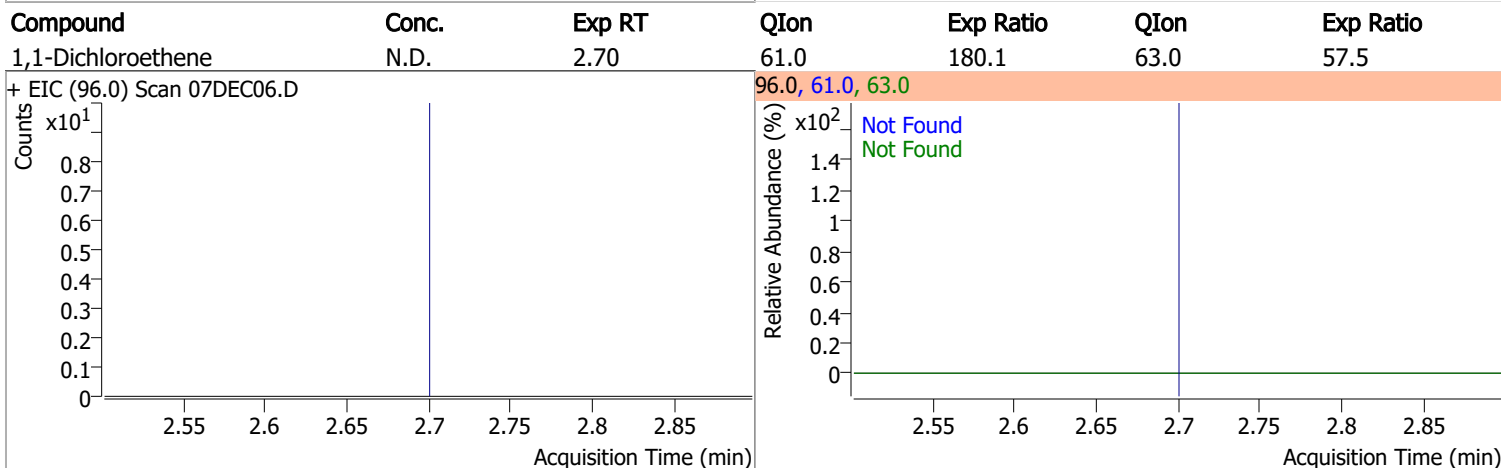 Compound Conc. Exp RT QIon Exp Ratio QIon Exp Ratio
1,1-Dichloroethene N.D. 2.70 61.0 180.1 63.0 57.5
+ EIC (96.0) Scan 07DEC06.D
Counts
x10¹
0.8
0.7
0.6
0.5
0.4
0.3
0.2
0.1
0
2.55 2.6 2.65 2.7 2.75 2.8 2.85
Acquisition Time (min)
96.0, 61.0, 63.0
Relative Abundance (%)
x10²
Not Found
Not Found
1.4
1.2
1
0.8
0.6
0.4
0.2
0
2.55 2.6 2.65 2.7 2.75 2.8 2.85
Acquisition Time (min)